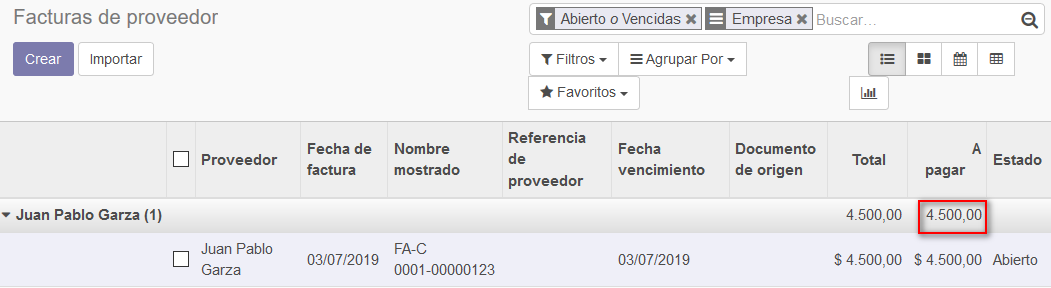 Facturas de proveedor
Abierto o Vencidas ✖ Empresa ✖ Buscar...
Crear Importar
Filtros Agrupar Por
Favoritos
Proveedor
Fecha de
factura
Nombre
mostrado
Referencia
de
proveedor
Fecha
vencimiento
Documento
de origen
Total
A
pagar
Estado
Juan Pablo Garza (1) 4.500,00 4.500,00
Juan Pablo
Garza
03/07/2019
FA-C
0001-00000123
03/07/2019
$ 4.500,00 $ 4.500,00 Abierto